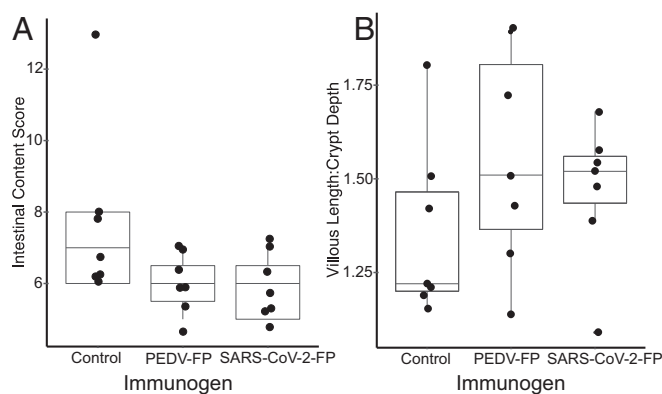 A
Intestinal Content Score
12
10
8
6
Control PEDV-FP SARS-CoV-2-FP
Immunogen
B
Villous Length:Crypt Depth
1.75
1.50
1.25
Control PEDV-FP SARS-CoV-2-FP
Immunogen